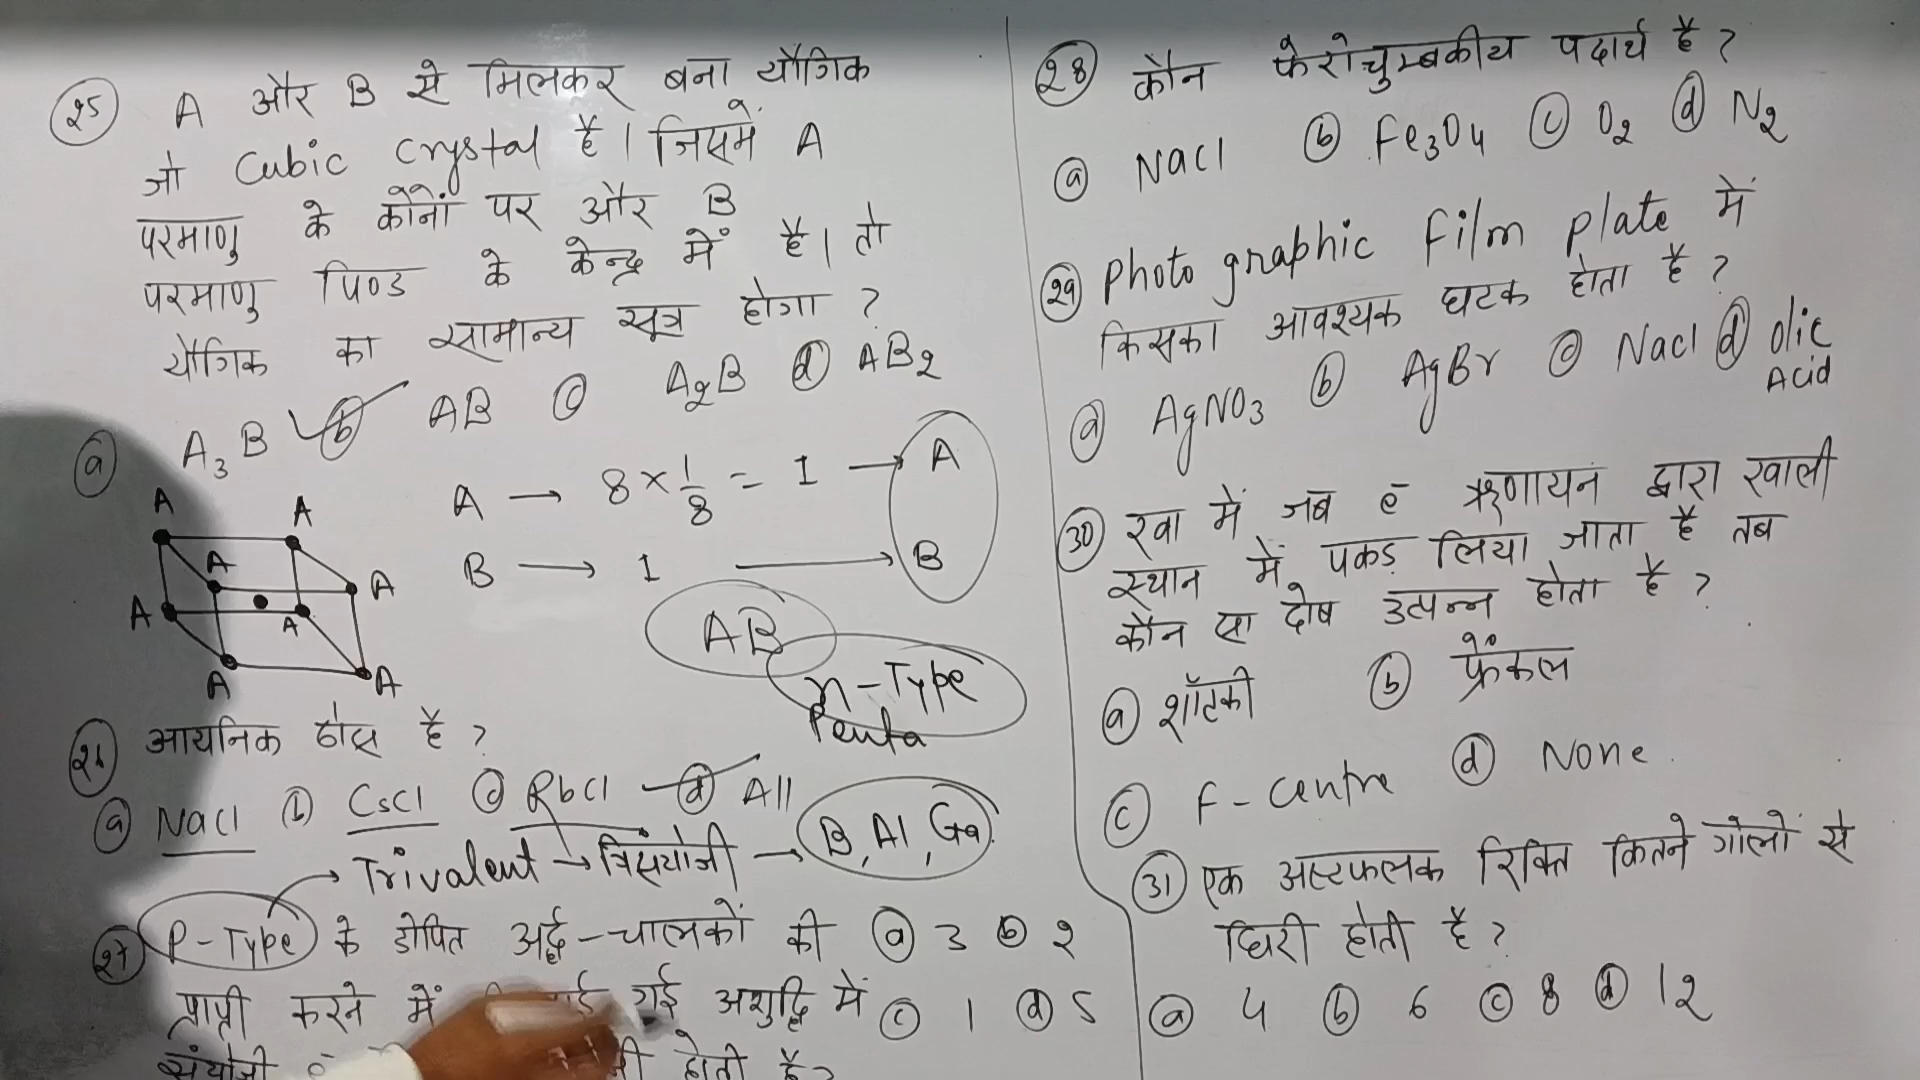 25 A और B से मिलकर बना यौगिक
जो Cubic crystal है। जिसमें A
परमाणु के कोनों पर और B
परमाणु पिण्ड के केन्द्र में है। तो
यौगिक का सामान्य सूत्र होगा ?
a A3B b AB c A2B d AB2
A → 8 × 1/8 = 1 → A
B → 1 → B
AB
A A
A A
A A
A A
n-Type
Penta
26 आयनिक ठोस है ?
a NaCl b CsCl c RbCl d All
Trivalent → त्रिसंयोजी → B, Al, Ga
27 P-Type के डोपित अर्द्ध-चालकों की a 3 b 2
प्राप्ती करने में गई अशुद्धि में c 1 d 5
संयोजी होती है?
28 कौन फेरोचुम्बकीय पदार्थ है ?
a NaCl b Fe3O4 c O2 d N2
29 Photo graphic Film plate में
किसका आवश्यक घटक होता है ?
a AgNO3 b AgBr c NaCl d olic
Acid
30 रवा में जब e- ऋणायन द्वारा खाली
स्थान में पकड़ लिया जाता है तब
कौन सा दोष उत्पन्न होता है ?
a शॉटकी b फ्रेंकल
c F-Centre d None.
31 एक अष्टफलक रिक्ति कितने गोलों से
घिरी होती है ?
a 4 b 6 c 8 d 12